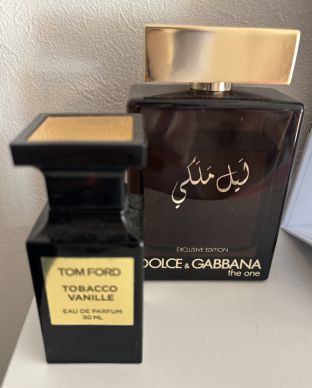 TOM FORD
TOBACCO
VANILLE
EAU DE PARFUM
50 ML
ليل ملكي
EXCLUSIVE EDITION
DOLCE & GABBANA
the one